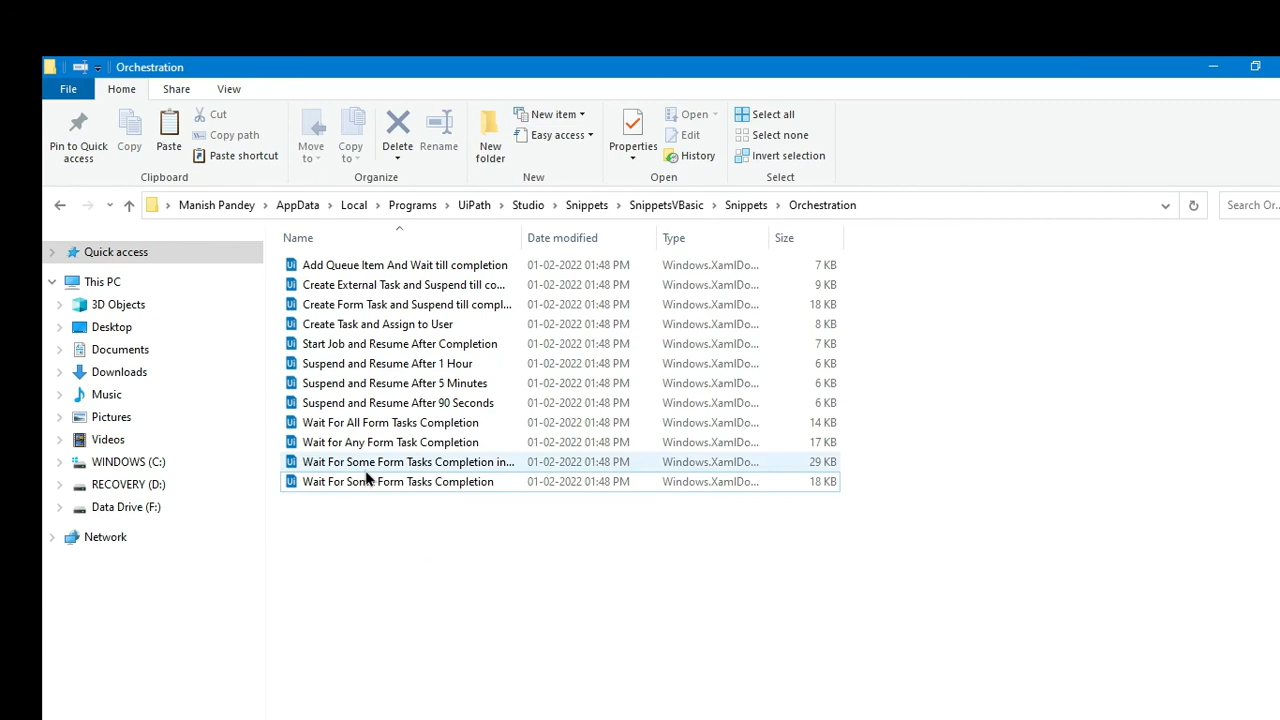 Orchestration
File Home Share View
Pin to Quick access
Copy
Paste
Cut
Copy path
Paste shortcut
Clipboard
Move to
Copy to
Delete
Rename
Organize
New folder
New item
Easy access
New
Properties
Open
Edit
History
Open
Select all
Select none
Invert selection
Select
Manish Pandey > AppData > Local > Programs > UiPath > Studio > Snippets > SnippetsVBasic > Snippets > Orchestration
Search Or...
Quick access
This PC
3D Objects
Desktop
Documents
Downloads
Music
Pictures
Videos
WINDOWS (C:)
RECOVERY (D:)
Data Drive (F:)
Network
Name Date modified Type Size
Add Queue Item And Wait till completion 01-02-2022 01:48 PM Windows.XamlDo... 7 KB
Create External Task and Suspend till co... 01-02-2022 01:48 PM Windows.XamlDo... 9 KB
Create Form Task and Suspend till compl... 01-02-2022 01:48 PM Windows.XamlDo... 18 KB
Create Task and Assign to User 01-02-2022 01:48 PM Windows.XamlDo... 8 KB
Start Job and Resume After Completion 01-02-2022 01:48 PM Windows.XamlDo... 7 KB
Suspend and Resume After 1 Hour 01-02-2022 01:48 PM Windows.XamlDo... 6 KB
Suspend and Resume After 5 Minutes 01-02-2022 01:48 PM Windows.XamlDo... 6 KB
Suspend and Resume After 90 Seconds 01-02-2022 01:48 PM Windows.XamlDo... 6 KB
Wait For All Form Tasks Completion 01-02-2022 01:48 PM Windows.XamlDo... 14 KB
Wait for Any Form Task Completion 01-02-2022 01:48 PM Windows.XamlDo... 17 KB
Wait For Some Form Tasks Completion in... 01-02-2022 01:48 PM Windows.XamlDo... 29 KB
Wait For Some Form Tasks Completion 01-02-2022 01:48 PM Windows.XamlDo... 18 KB